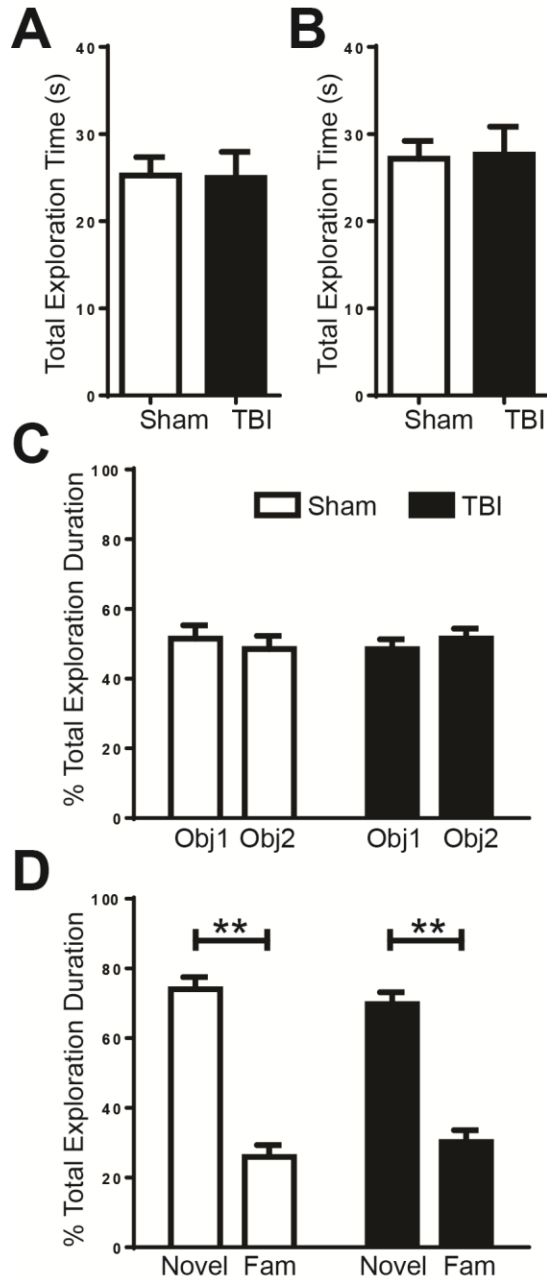 A
Total Exploration Time (s)
40
30
20
10
0
Sham TBI
B
Total Exploration Time (s)
40
30
20
10
0
Sham TBI
C
% Total Exploration Duration
100
80
60
40
20
0
Sham TBI
Obj1 Obj2 Obj1 Obj2
D
% Total Exploration Duration
100
80
60
40
20
0
** **
Novel Fam Novel Fam